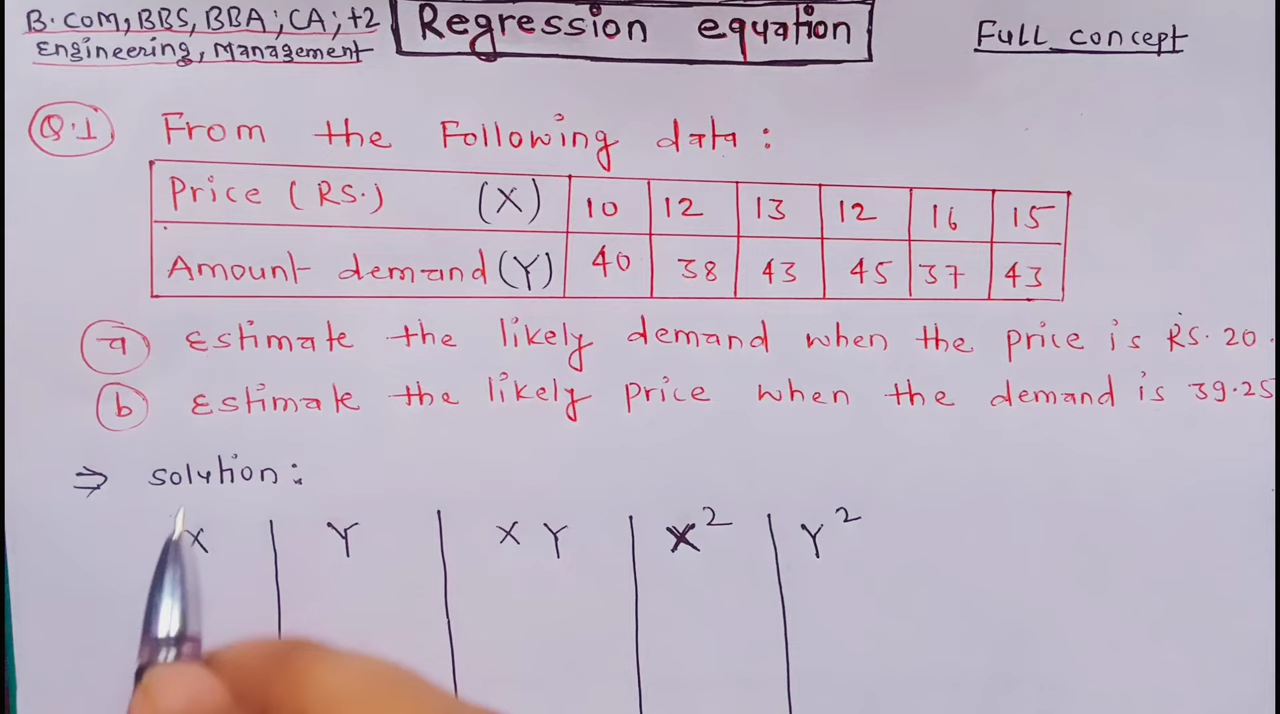 B.com, BBS, BBA; CA; +2
Engineering, Management
Regression equation
Full concept
Q.1 From the Following data:
Price (RS.) (X) 10 12 13 12 16 15
Amount demand (Y) 40 38 43 45 37 43
a Estimate the likely demand when the price is RS. 20.
b Estimate the likely price when the demand is 39.25
⇒ solution:
X Y XY X² Y²